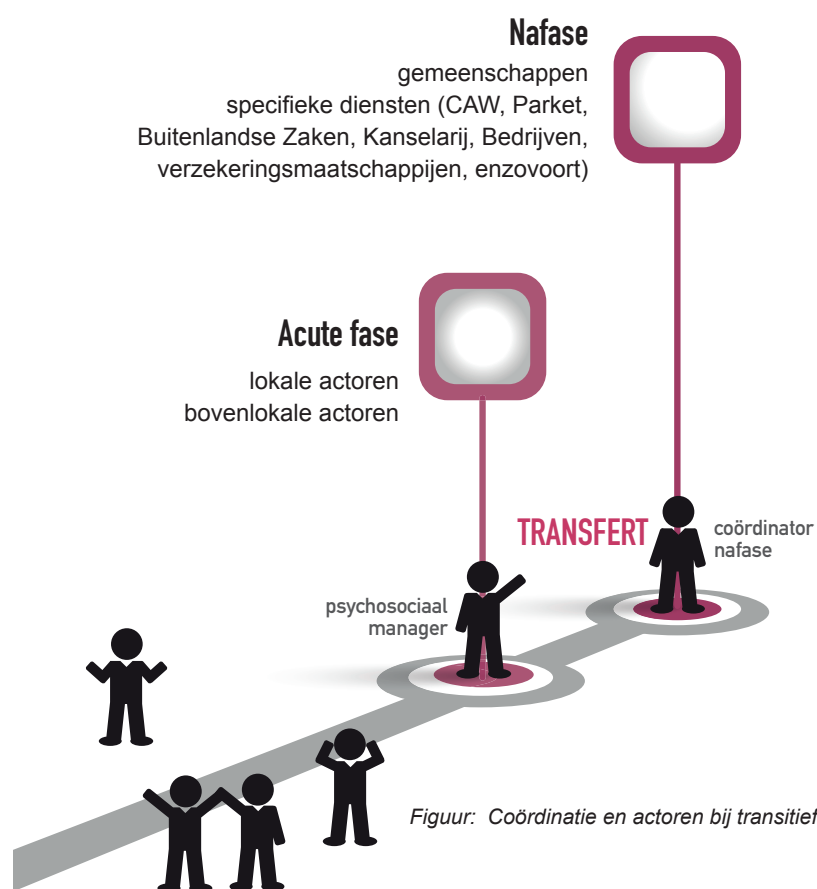 Nafase
gemeenschappen
specifieke diensten (CAW, Parket,
Buitenlandse Zaken, Kanselarij, Bedrijven,
verzekeringsmaatschappijen, enzovoort)
Acute fase
lokale actoren
bovenlokale actoren
TRANSFERT
coördinator
nafase
psychosociaal
manager
Figuur: Coördinatie en actoren bij transitief